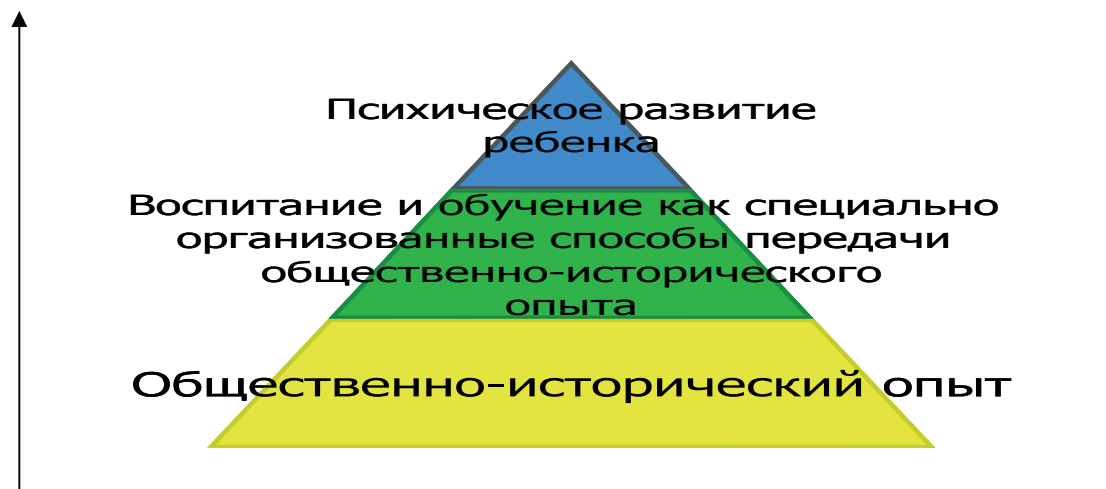 Психическое развитие
ребенка
Воспитание и обучение как специально
организованные способы передачи
общественно-исторического
опыта
Общественно-исторический опыт